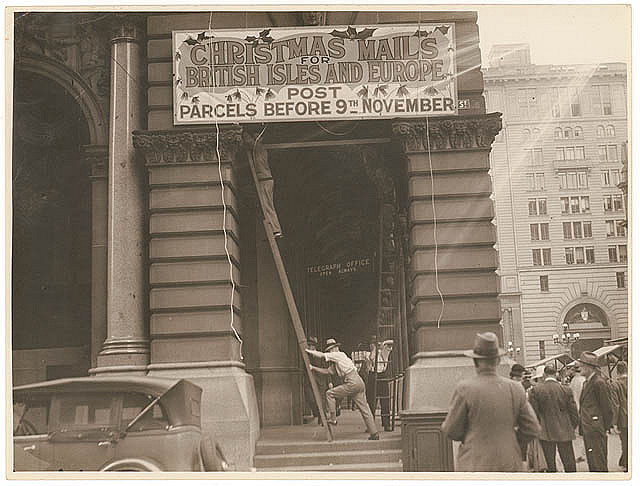 CHRISTMAS MAILS
FOR
BRITISH ISLES AND EUROPE
POST
PARCELS BEFORE 9TH NOVEMBER
TELEGRAPH OFFICE
OPEN ALWAYS